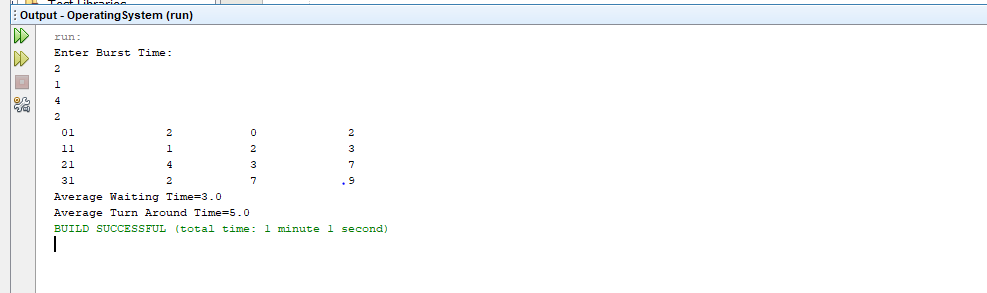 Test Libraries
Output - OperatingSystem (run)
run:
Enter Burst Time:
2
1
4
2
01 2 0 2
11 1 2 3
21 4 3 7
31 2 7 .9
Average Waiting Time=3.0
Average Turn Around Time=5.0
BUILD SUCCESSFUL (total time: 1 minute 1 second)